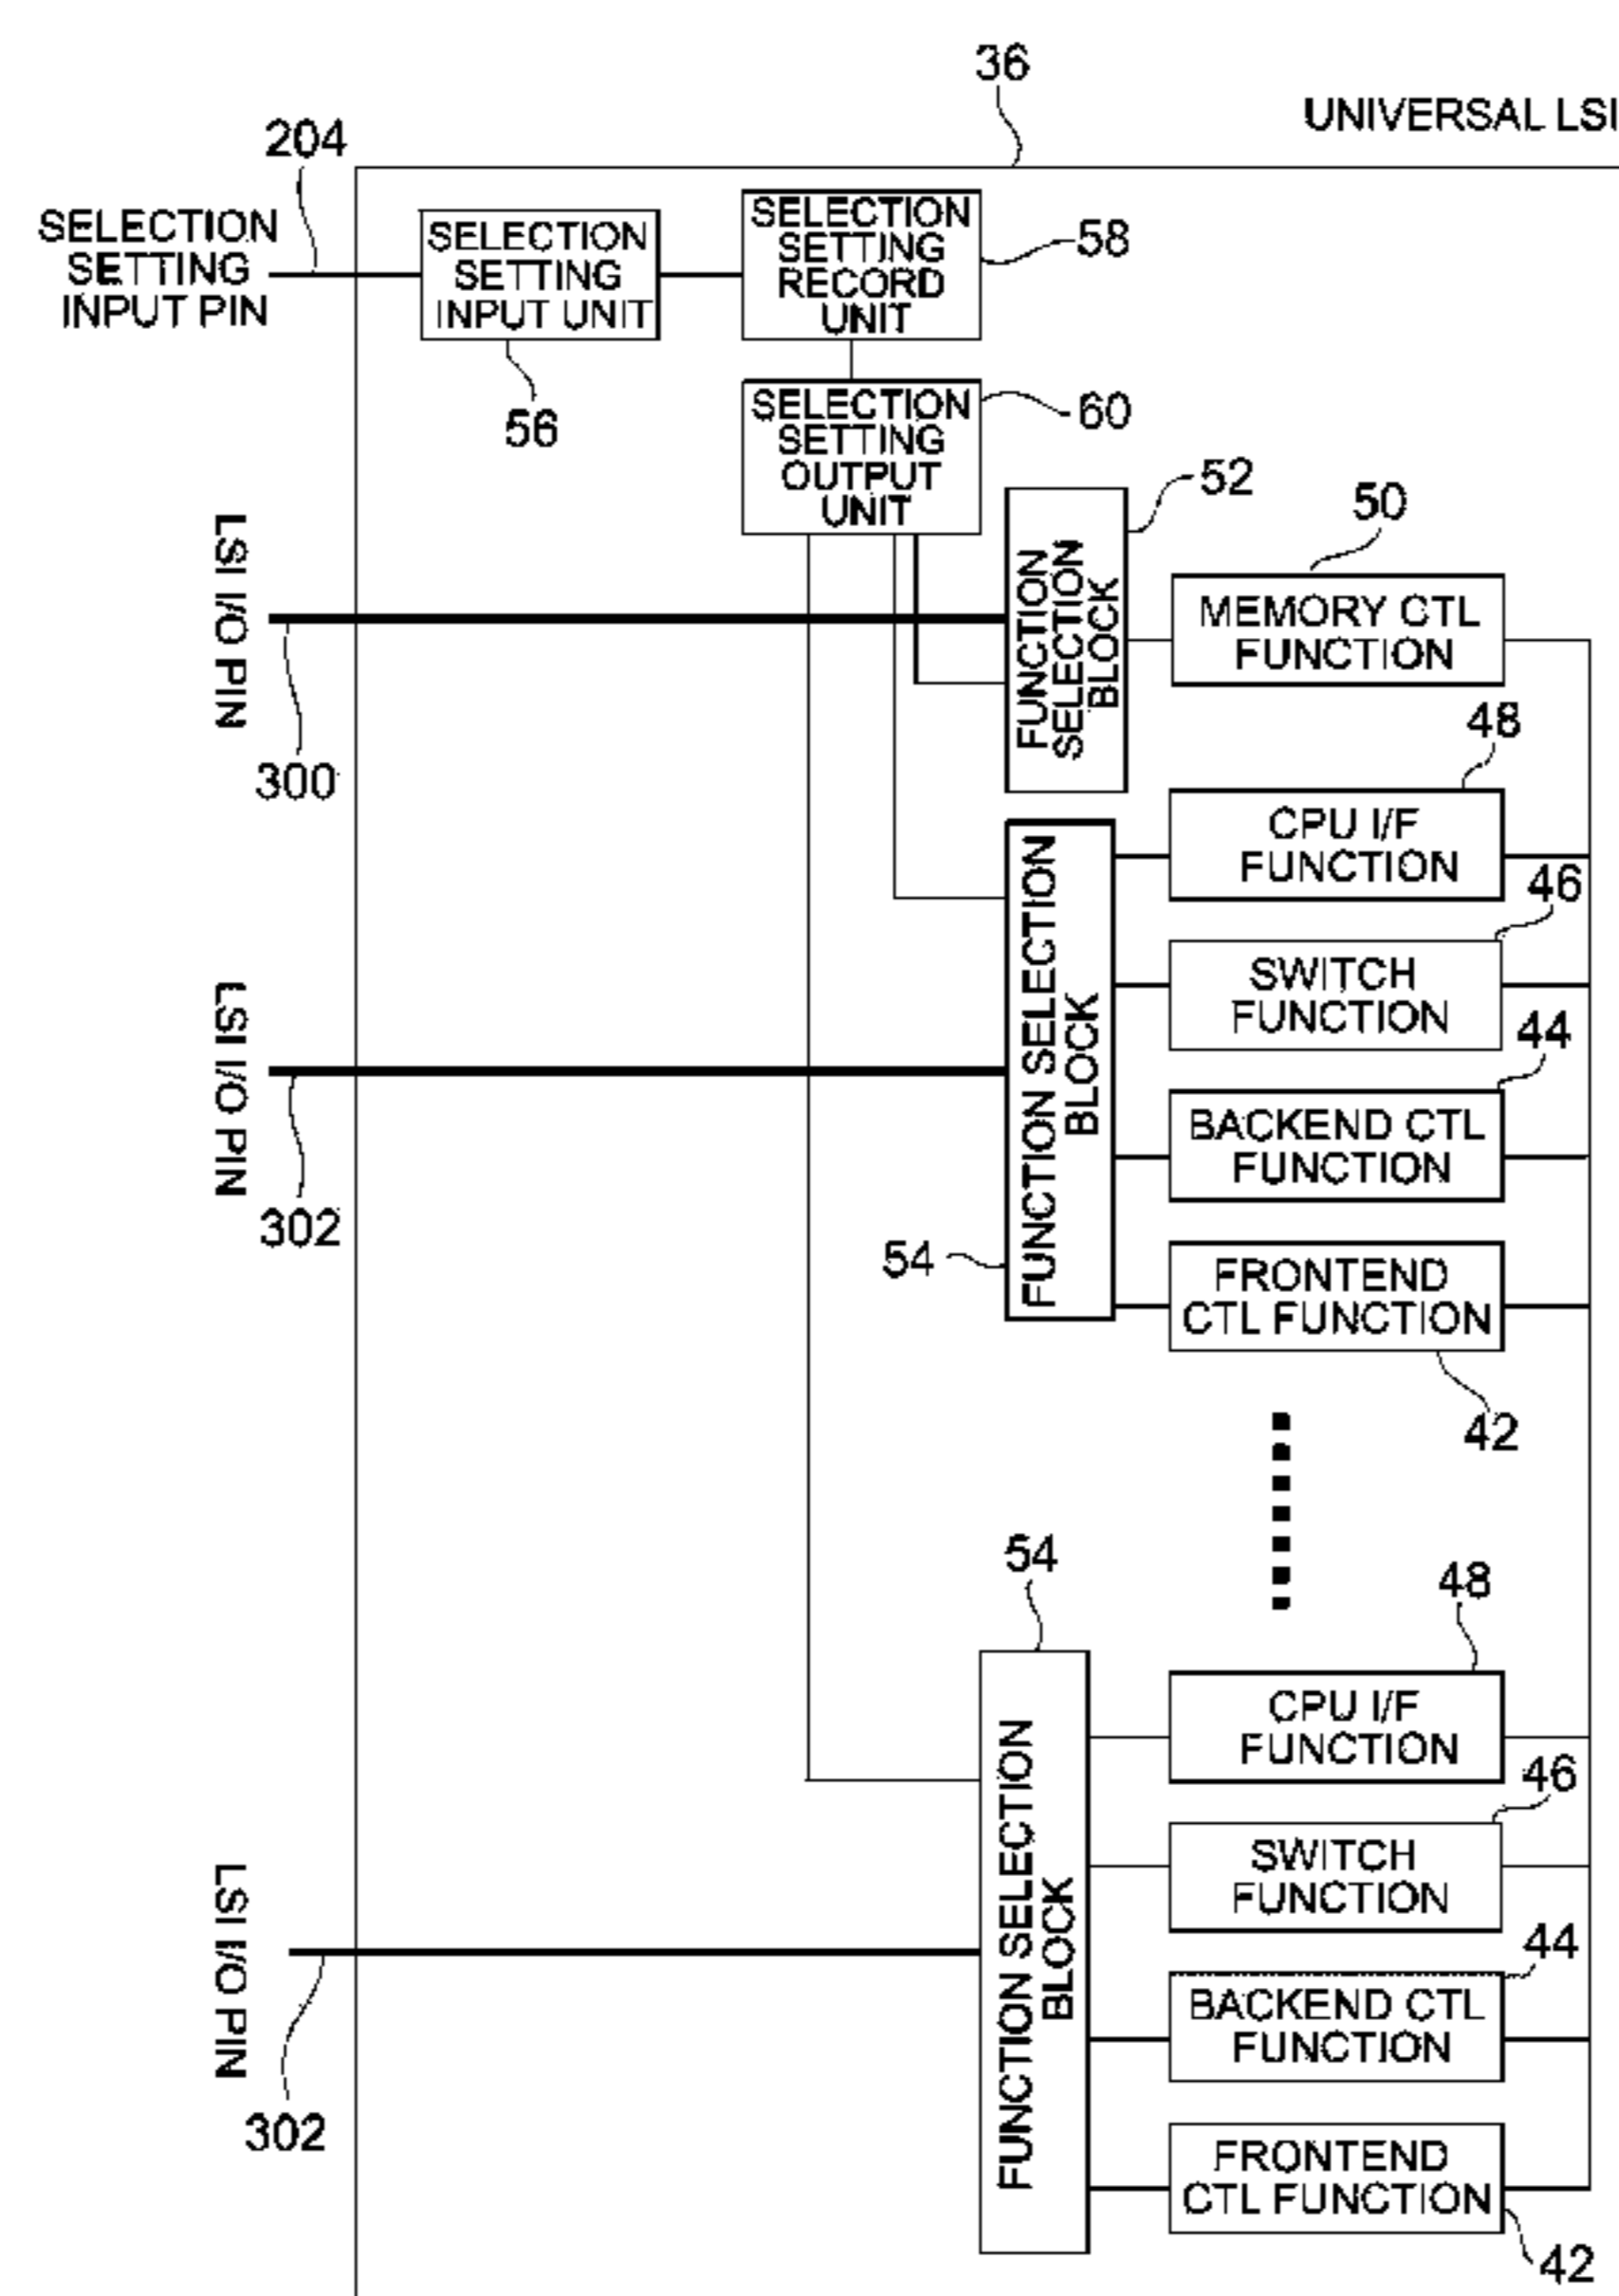 36
UNIVERSAL LSI
204
SELECTION
SETTING
INPUT PIN
SELECTION
SETTING
INPUT UNIT
56
SELECTION
SETTING
RECORD
UNIT
58
SELECTION
SETTING
OUTPUT
UNIT
60
52
FUNCTION
SELECTION
BLOCK
LSI I/O PIN
300
50
MEMORY CTL
FUNCTION
48
CPU I/F
FUNCTION
46
SWITCH
FUNCTION
44
BACKEND CTL
FUNCTION
FRONTEND
CTL FUNCTION
42
LSI I/O PIN
302
54
FUNCTION SELECTION
BLOCK
54
FUNCTION SELECTION
BLOCK
48
CPU I/F
FUNCTION
46
SWITCH
FUNCTION
44
BACKEND CTL
FUNCTION
FRONTEND
CTL FUNCTION
42
LSI I/O PIN
302